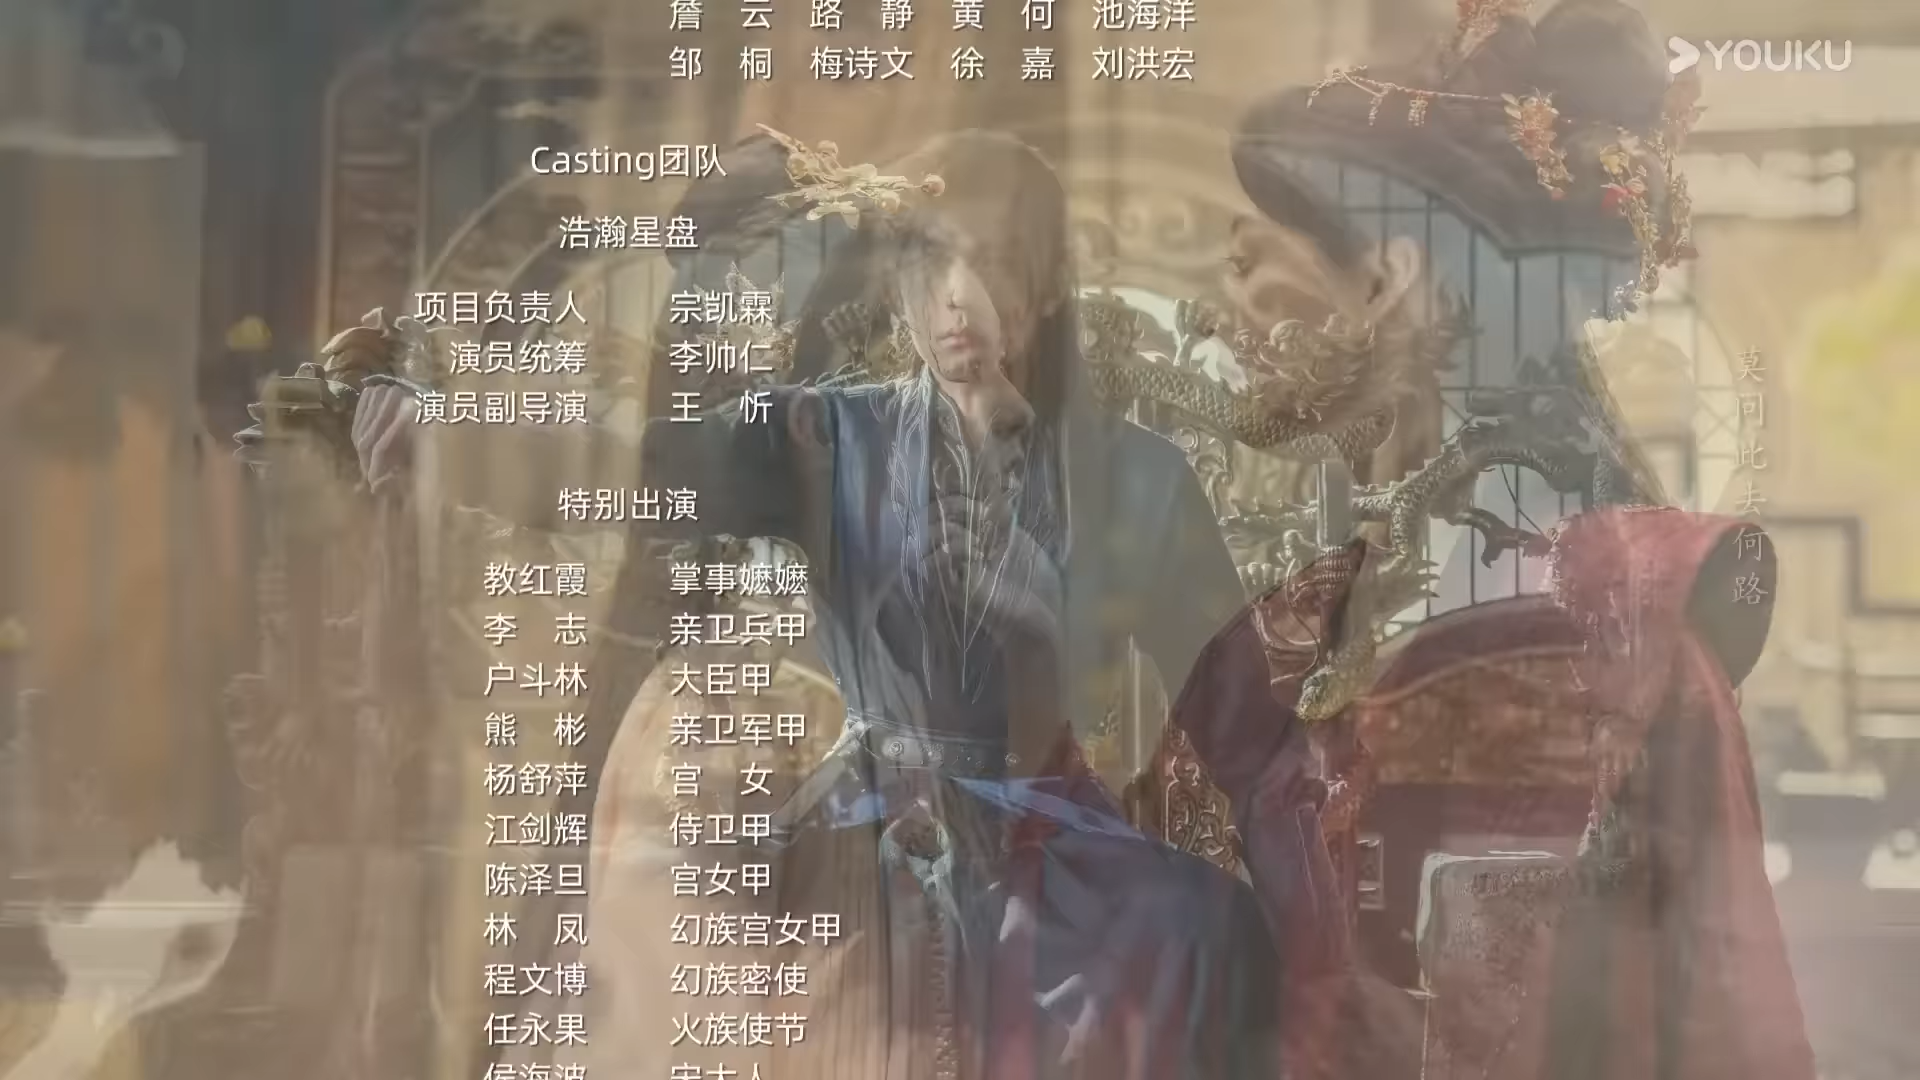 詹　云　路　静　黄　何　池海洋
邹　桐　梅诗文　徐　嘉　刘洪宏
YOUKU
Casting团队
浩瀚星盘
项目负责人　宗凯霖
演员统筹　李帅仁
演员副导演　王　忻
特别出演
教红霞　掌事嬷嬷
李　志　亲卫兵甲
户斗林　大臣甲
熊　彬　亲卫军甲
杨舒萍　宫　女
江剑辉　侍卫甲
陈泽旦　宫女甲
林　凤　幻族宫女甲
程文博　幻族密使
任永果　火族使节
侯海波　宋大人
莫问此去何路